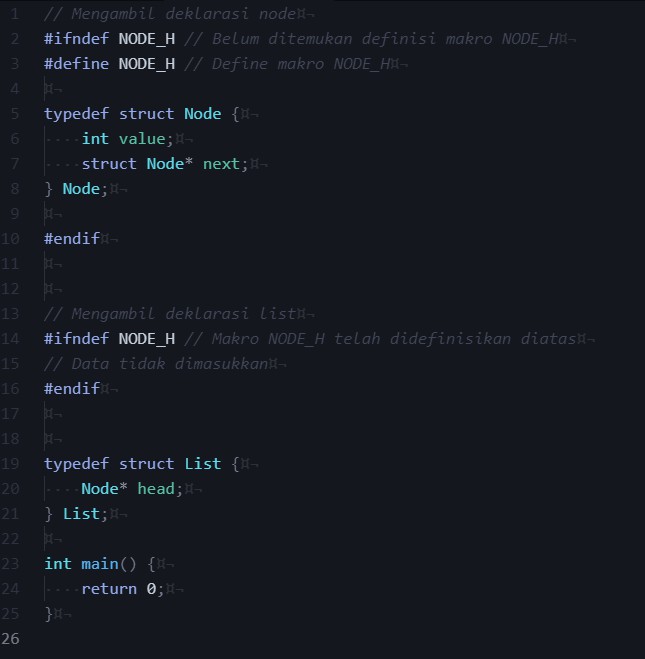 1 // Mengambil deklarasi node¤¬
2 #ifndef NODE_H // Belum ditemukan definisi makro NODE_H¤¬
3 #define NODE_H // Define makro NODE_H¤¬
4 ¤¬
5 typedef struct Node {¤¬
6 ····int value;¤¬
7 ····struct Node* next;¤¬
8 } Node;¤¬
9 ¤¬
10 #endif¤¬
11 ¤¬
12 ¤¬
13 // Mengambil deklarasi list¤¬
14 #ifndef NODE_H // Makro NODE_H telah didefinisikan diatas¤¬
15 // Data tidak dimasukkan¤¬
16 #endif¤¬
17 ¤¬
18 ¤¬
19 typedef struct List {¤¬
20 ····Node* head;¤¬
21 } List;¤¬
22 ¤¬
23 int main() {¤¬
24 ····return 0;¤¬
25 }¤¬
26